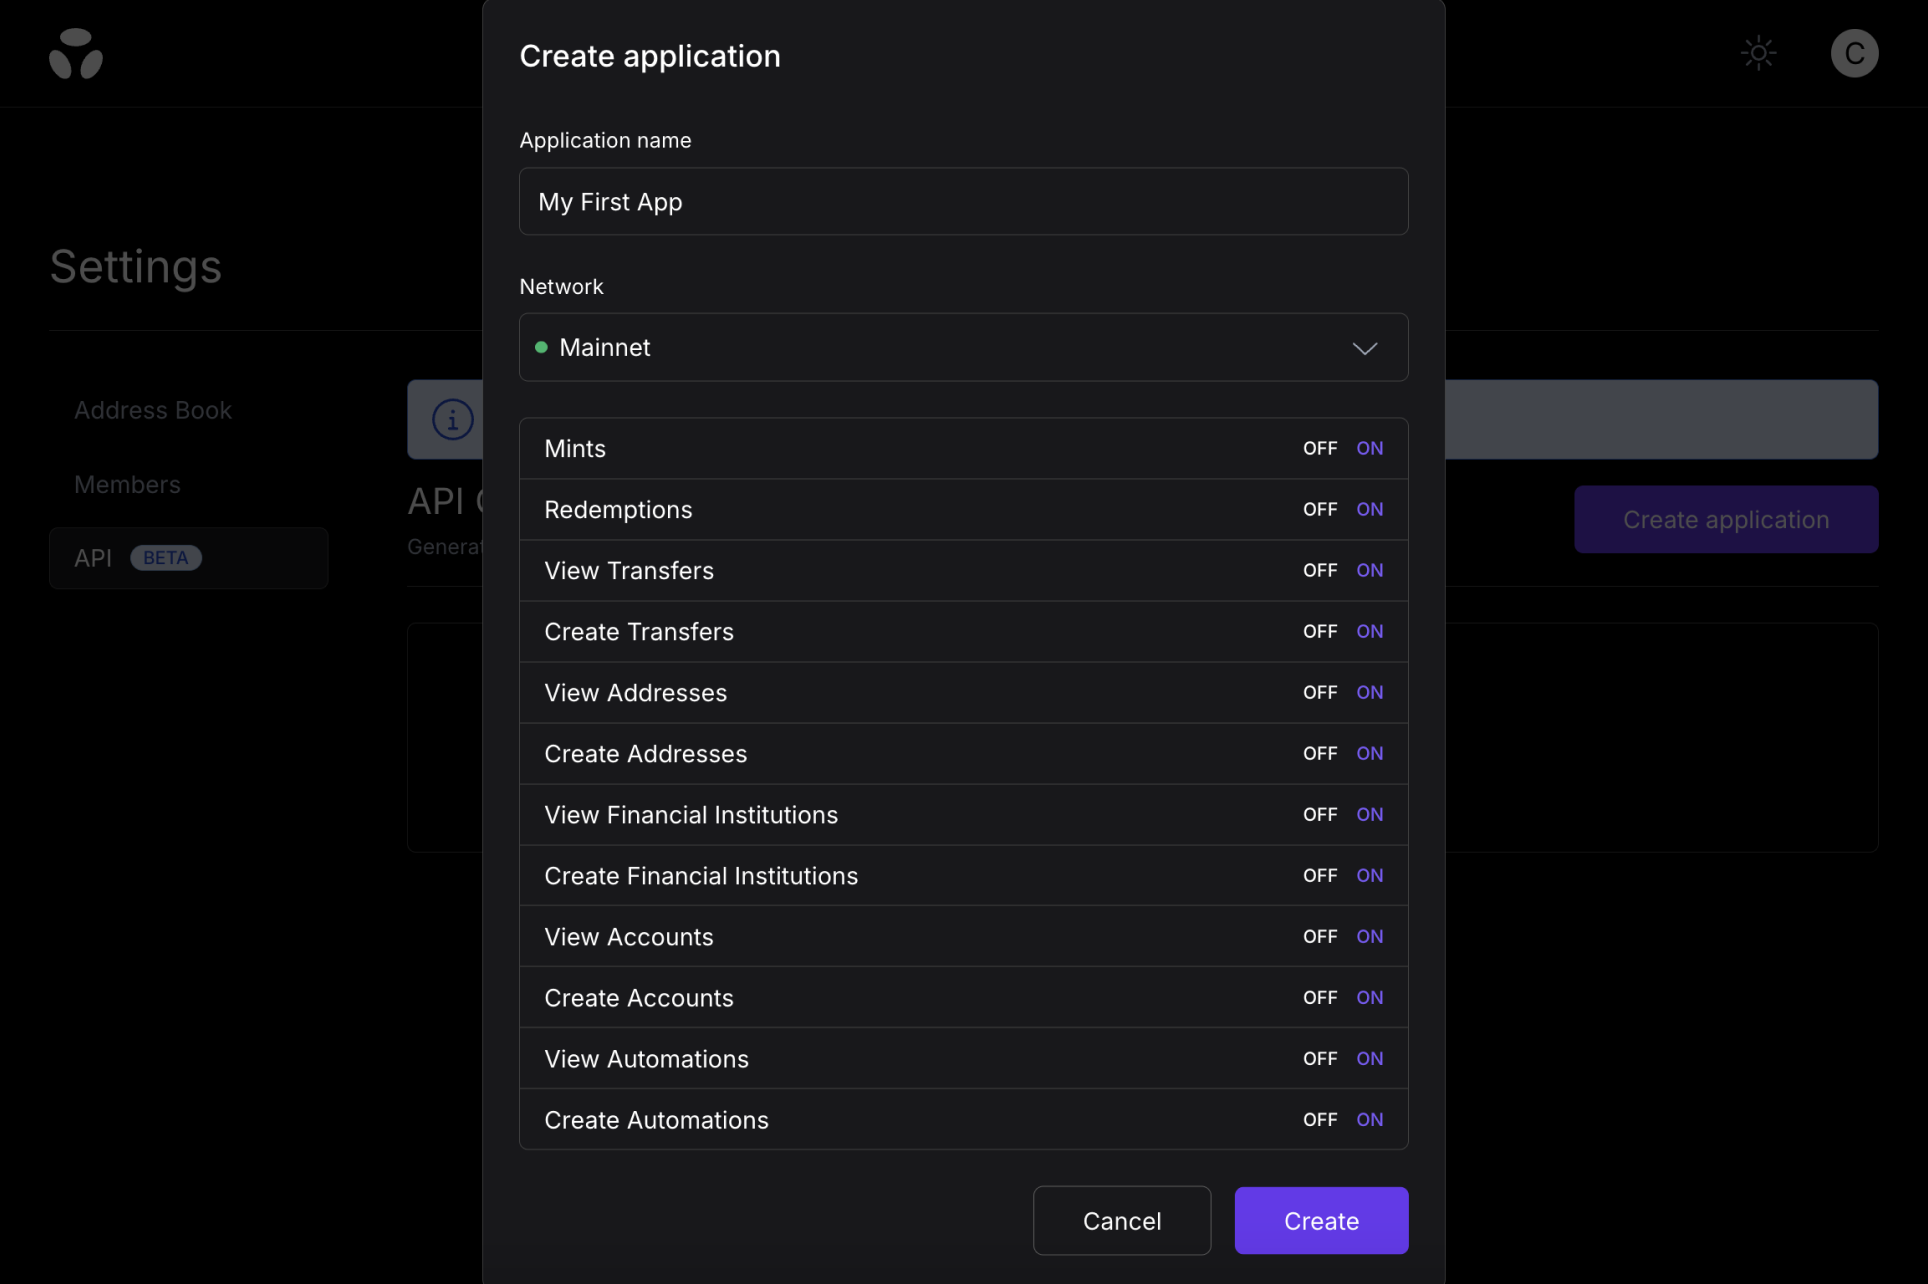 Create application
C
Application name
My First App
Settings
Network
Mainnet
Address Book
Members
API BETA
API
Create application
Mints OFF ON
Redemptions OFF ON
View Transfers OFF ON
Create Transfers OFF ON
View Addresses OFF ON
Create Addresses OFF ON
View Financial Institutions OFF ON
Create Financial Institutions OFF ON
View Accounts OFF ON
Create Accounts OFF ON
View Automations OFF ON
Create Automations OFF ON
Cancel
Create